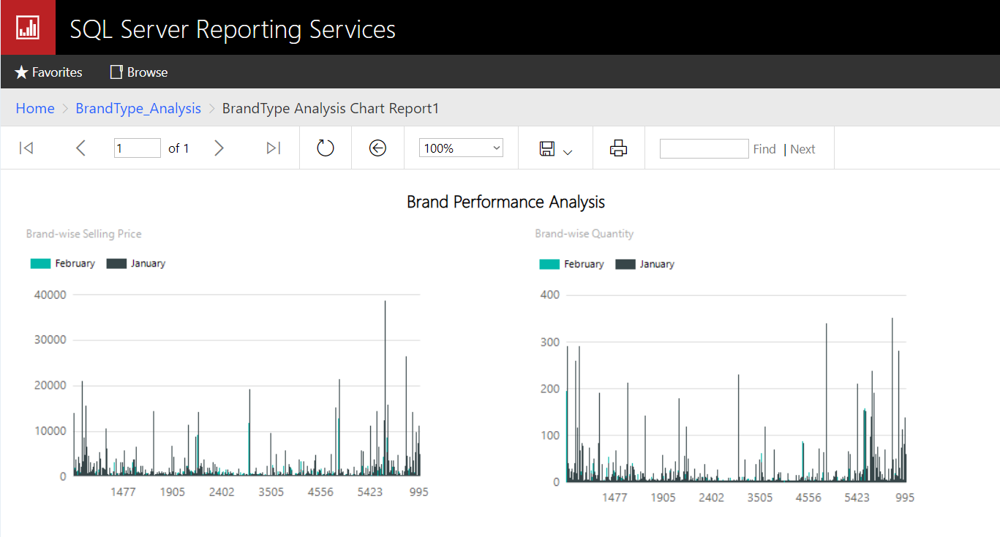 SQL Server Reporting Services
Favorites Browse
Home > BrandType_Analysis > BrandType Analysis Chart Report1
1 of 1 100% Find | Next
Brand Performance Analysis
Brand-wise Selling Price
February January
40000
30000
20000
10000
0
1477 1905 2402 3505 4556 5423 995
Brand-wise Quantity
February January
400
300
200
100
0
1477 1905 2402 3505 4556 5423 995